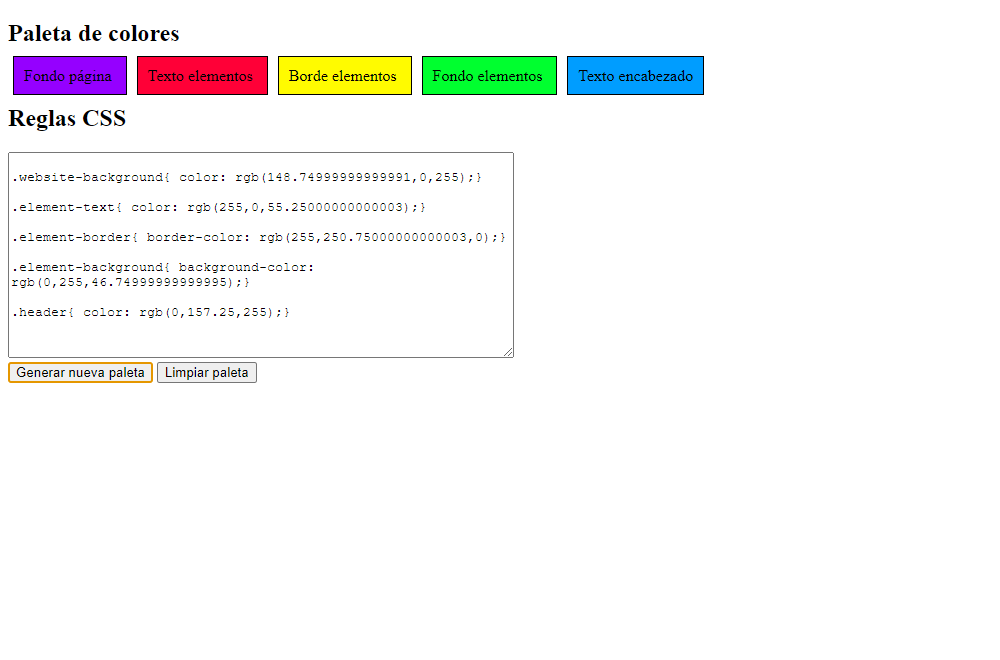 Paleta de colores
Fondo página Texto elementos Borde elementos Fondo elementos Texto encabezado
Reglas CSS
.website-background{ color: rgb(148.74999999999991,0,255);}
.element-text{ color: rgb(255,0,55.25000000000003);}
.element-border{ border-color: rgb(255,250.75000000000003,0);}
.element-background{ background-color:
rgb(0,255,46.74999999999995);}
.header{ color: rgb(0,157.25,255);}
Generar nueva paleta Limpiar paleta